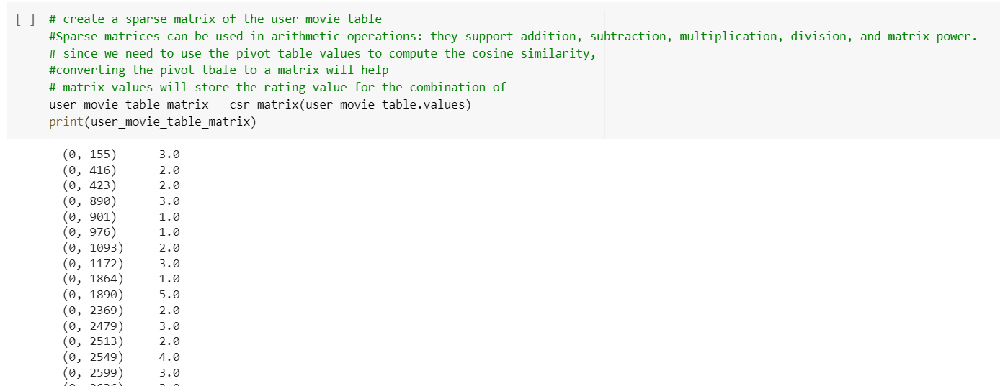 [ ] # create a sparse matrix of the user movie table
#Sparse matrices can be used in arithmetic operations: they support addition, subtraction, multiplication, division, and matrix power.
# since we need to use the pivot table values to compute the cosine similarity,
#converting the pivot tbale to a matrix will help
# matrix values will store the rating value for the combination of
user_movie_table_matrix = csr_matrix(user_movie_table.values)
print(user_movie_table_matrix)
(0, 155) 3.0
(0, 416) 2.0
(0, 423) 2.0
(0, 890) 3.0
(0, 901) 1.0
(0, 976) 1.0
(0, 1093) 2.0
(0, 1172) 3.0
(0, 1864) 1.0
(0, 1890) 5.0
(0, 2369) 2.0
(0, 2479) 3.0
(0, 2513) 2.0
(0, 2549) 4.0
(0, 2599) 3.0